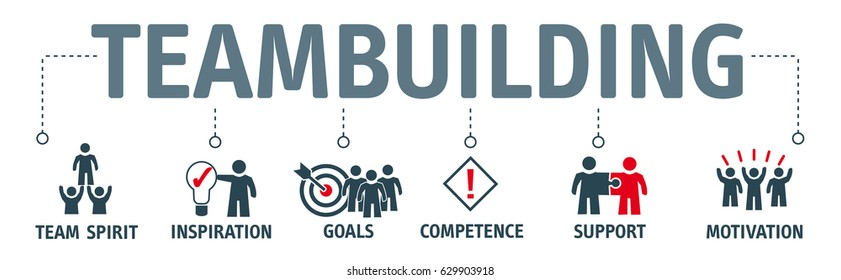 TEAMBUILDING
TEAM SPIRIT
INSPIRATION
GOALS
COMPETENCE
SUPPORT
MOTIVATION
shutterstock.com · 629903918